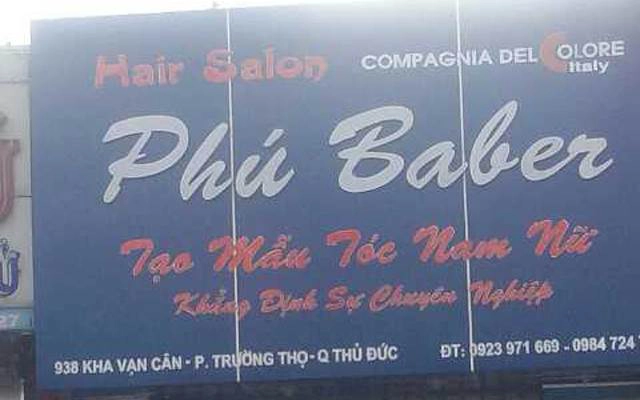 Hair Salon COMPAGNIA DEL COLORE
Italy
Phú Baber
Tạo Mẫu Tóc Nam Nữ
Khẳng Định Sự Chuyên Nghiệp
938 KHA VẠN CÂN - P. TRƯỜNG THỌ - Q THỦ ĐỨC ĐT: 0923 971 669 - 0984 724
27